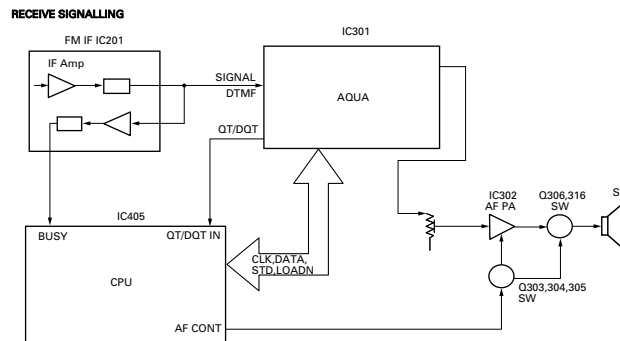 RECEIVE SIGNALLING
FM IF IC201
IF Amp
IC301
AQUA
SIGNAL
DTMF
QT/DQT
IC302
AF PA
Q306,316
SW
S
IC405
BUSY
QT/DQT IN
CLK,DATA,
STD,LOADN
CPU
Q303,304,305
SW
AF CONT